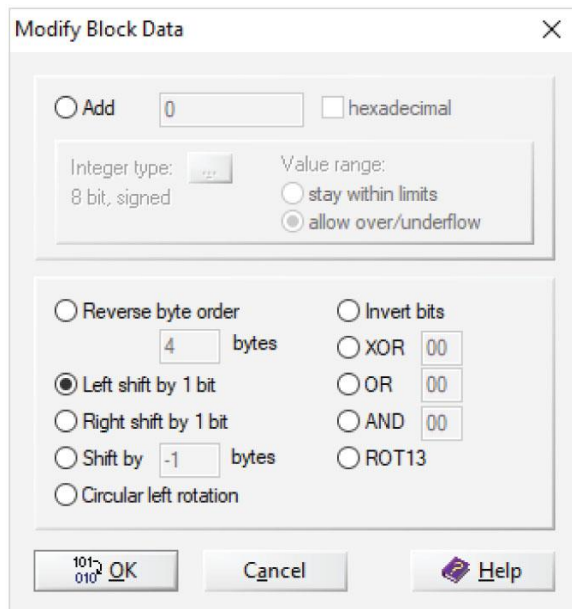 Modify Block Data
Add 0 hexadecimal
Integer type: ... Value range:
8 bit, signed stay within limits
allow over/underflow
Reverse byte order Invert bits
4 bytes XOR 00
Left shift by 1 bit OR 00
Right shift by 1 bit AND 00
Shift by -1 bytes ROT13
Circular left rotation
101
010 OK Cancel ? Help